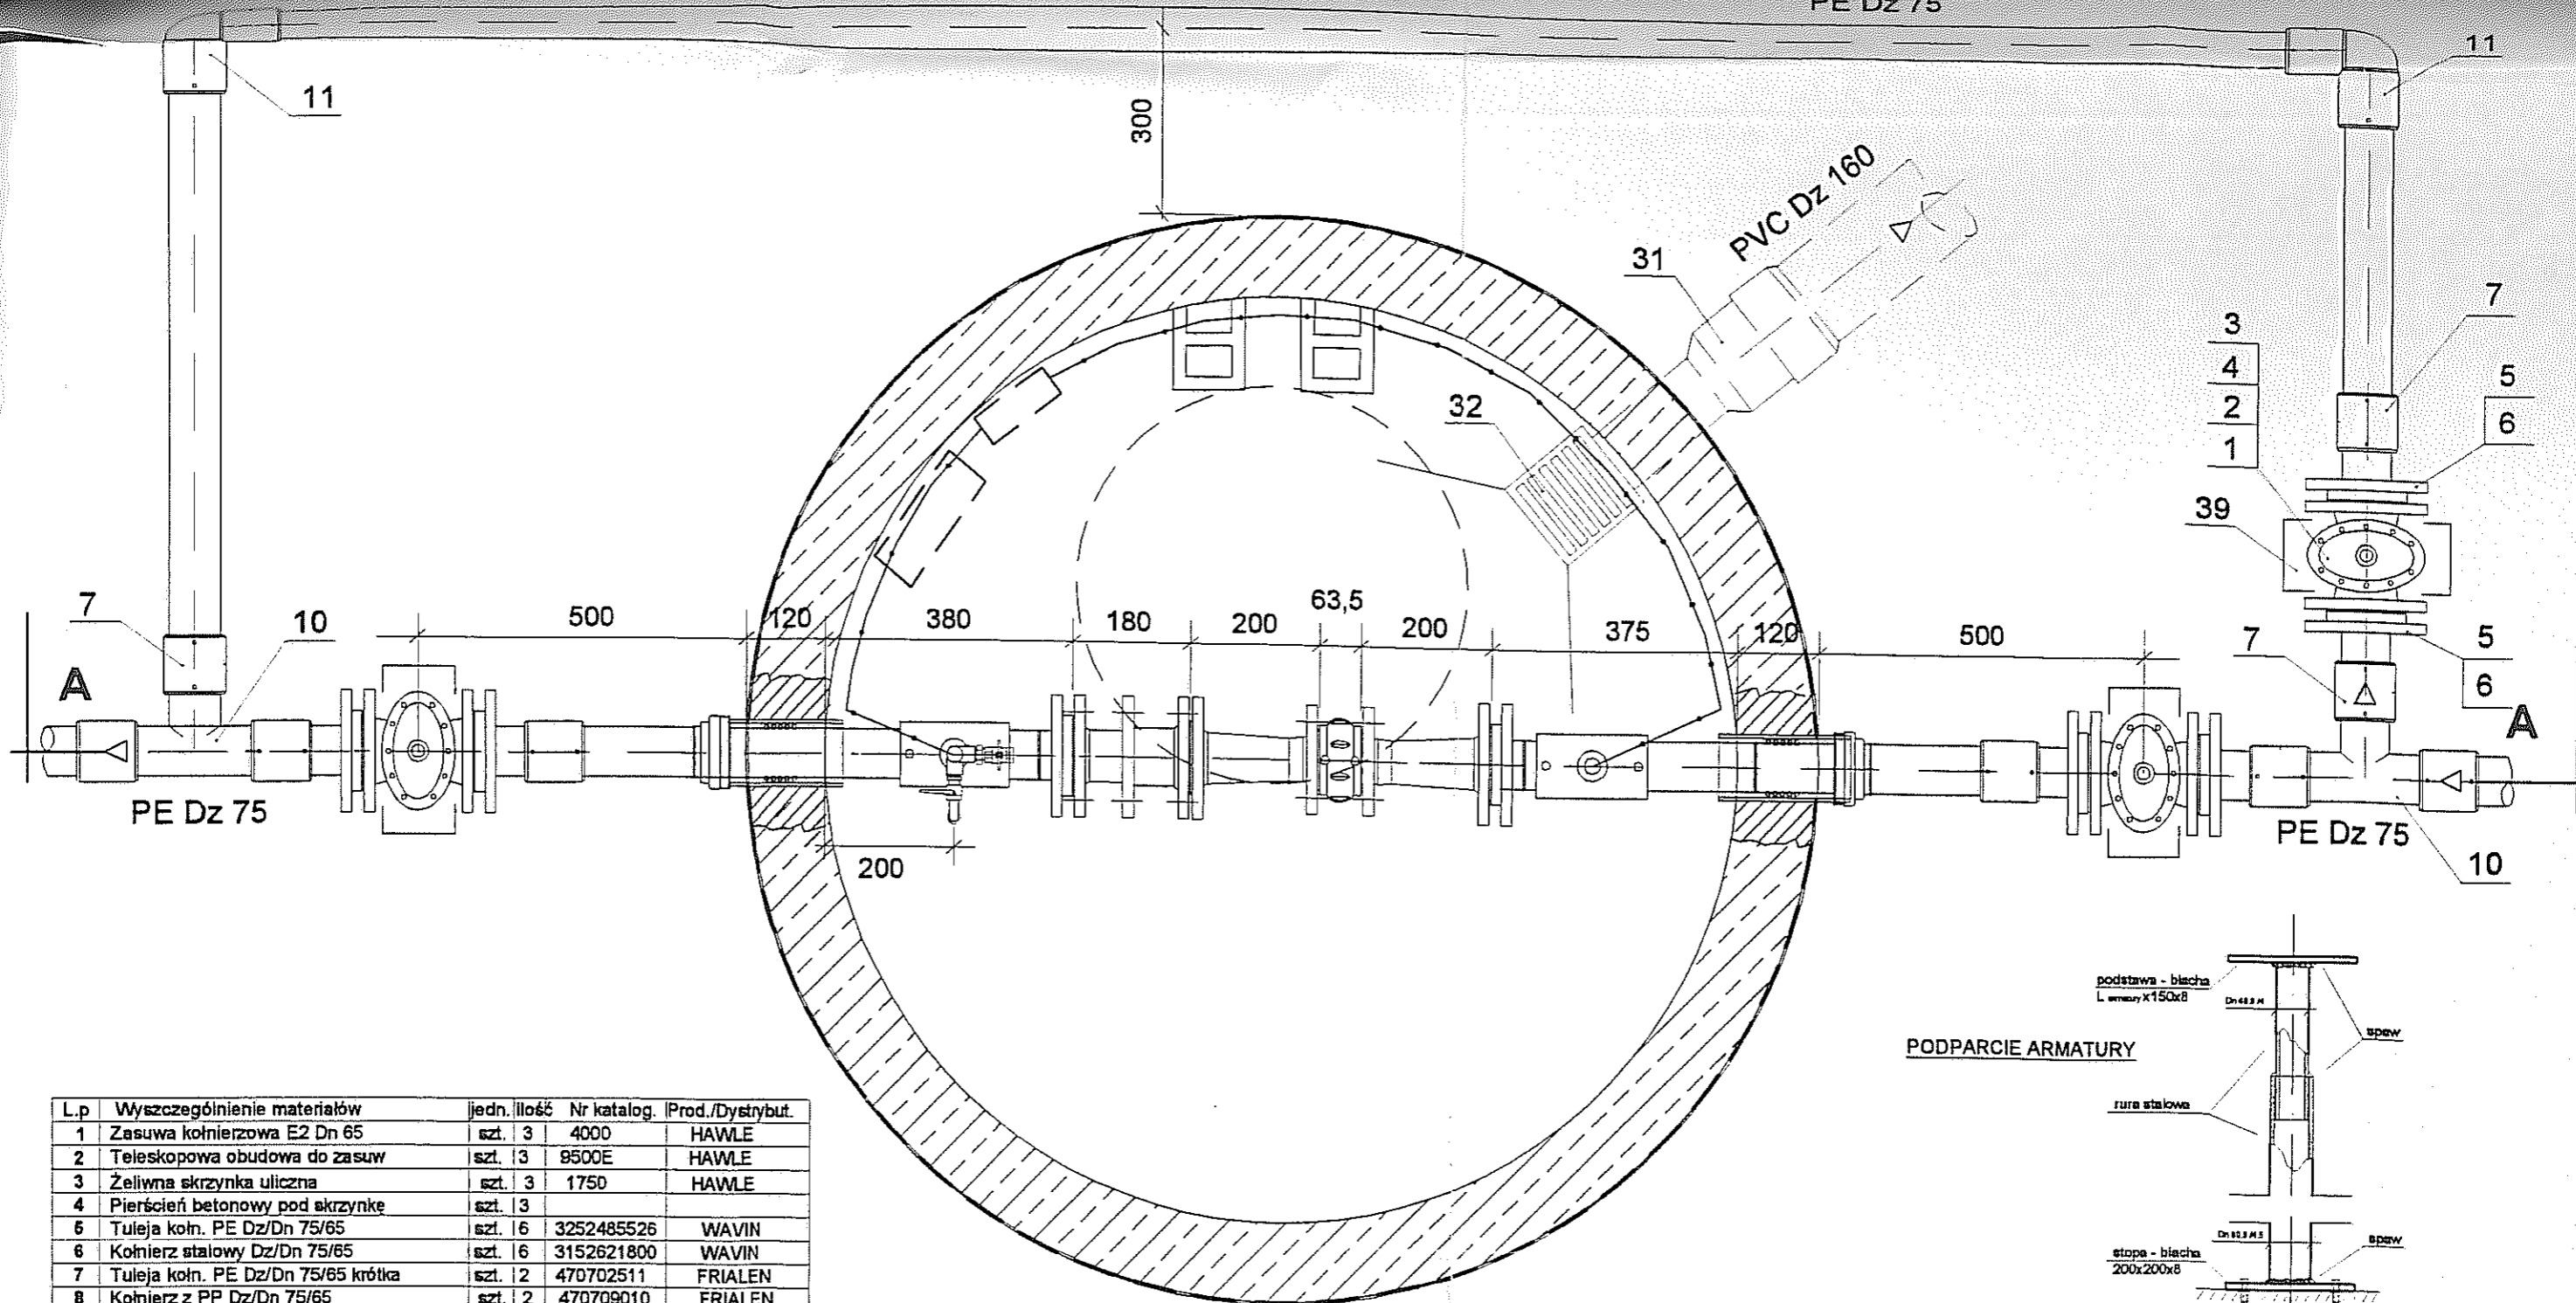 PE Dz 75
11
11
300
PVC Dz 160
31
7
3
4
2
1
5
6
32
39
7
10
500
120
380
180
200
63,5
200
375
120
500
7
5
6
A
A
PE Dz 75
200
PE Dz 75
10
podstawa - blacha
L armatury x150x8
spaw
PODPARCIE ARMATURY
rura stalowa
spaw
stopa - blacha
200x200x8
L.p Wyszczególnienie materiałów jedn. ilość Nr katalog. Prod./Dystrybut.
1 Zasuwa kołnierzowa E2 Dn 65 szt. 3 4000 HAWLE
2 Teleskopowa obudowa do zasuw szt. 3 9500E HAWLE
3 Żeliwna skrzynka uliczna szt. 3 1750 HAWLE
4 Pierścień betonowy pod skrzynkę szt. 3
5 Tuleja kołn. PE Dz/Dn 75/65 szt. 6 3252485526 WAVIN
6 Kołnierz stalowy Dz/Dn 75/65 szt. 6 3152621800 WAVIN
7 Tuleja kołn. PE Dz/Dn 75/65 krótka szt. 2 470702511 FRIALEN
8 Kołnierz z PP Dz/Dn 75/65 szt. 2 470709010 FRIALEN